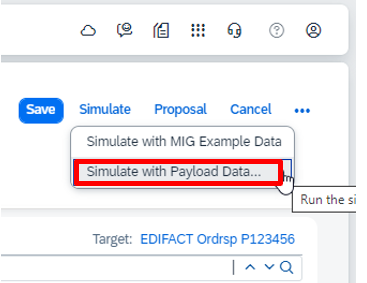 Save Simulate Proposal Cancel
Simulate with MIG Example Data
Simulate with Payload Data...
Run the si
Target: EDIFACT Ordrsp P123456